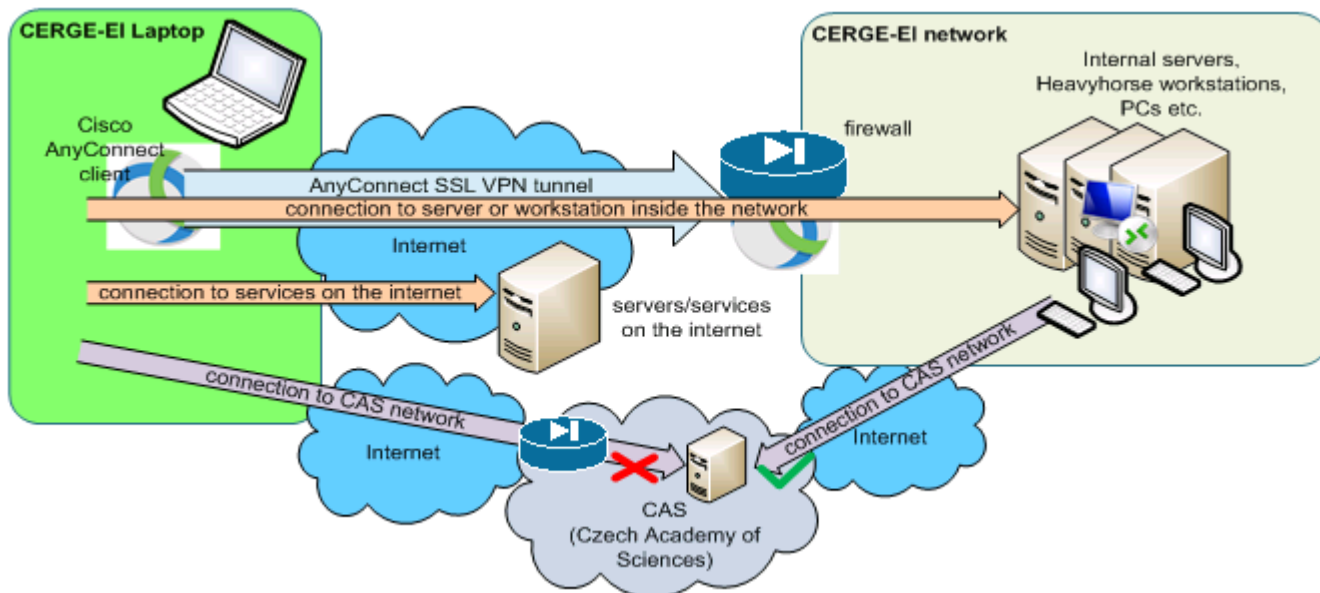 CERGE-EI Laptop
CERGE-EI network
Internal servers,
Heavyhorse workstations,
PCs etc.
Cisco
AnyConnect
client
firewall
AnyConnect SSL VPN tunnel
connection to server or workstation inside the network
Internet
connection to services on the internet
servers/services
on the internet
connection to CAS network
Internet
connection to CAS network
Internet
CAS
(Czech Academy of
Sciences)